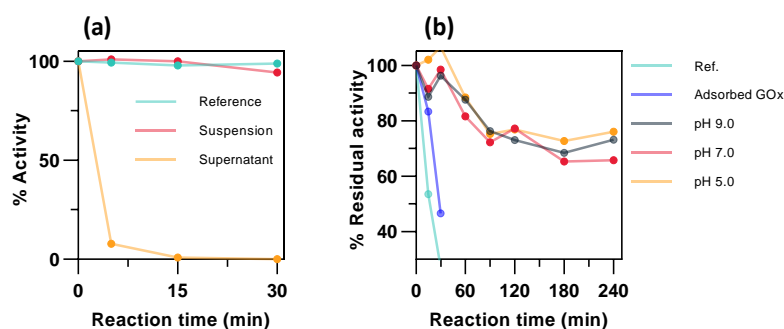 (a)
% Activity
100
50
0
Reference
Suspension
Supernatant
0 15 30
Reaction time (min)
(b)
% Residual activity
100
80
60
40
0 60 120 180 240
Reaction time (min)
Ref.
Adsorbed GOx
pH 9.0
pH 7.0
pH 5.0